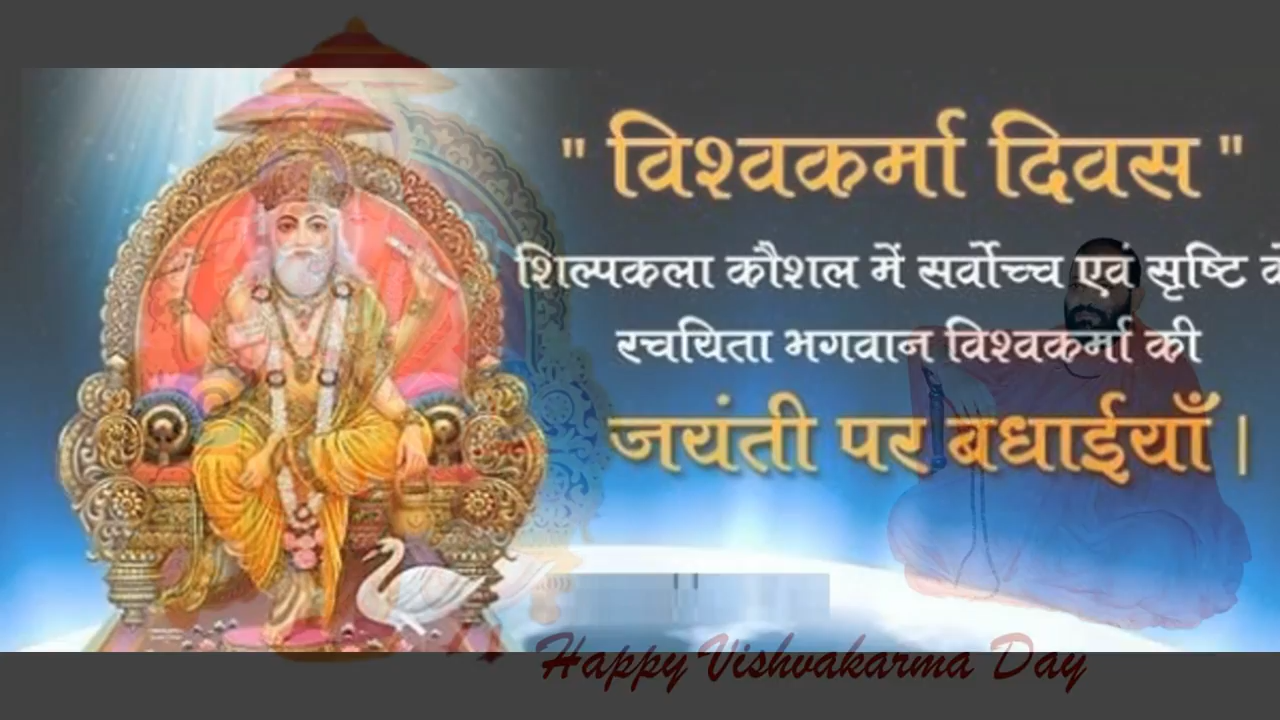 " विश्वकर्मा दिवस "
शिल्पकला कौशल में सर्वोच्च एवं सृष्टि
रचयिता भगवान विश्वकर्मा की
जयंती पर बधाईयाँ |
Happy Vishvakarma Day